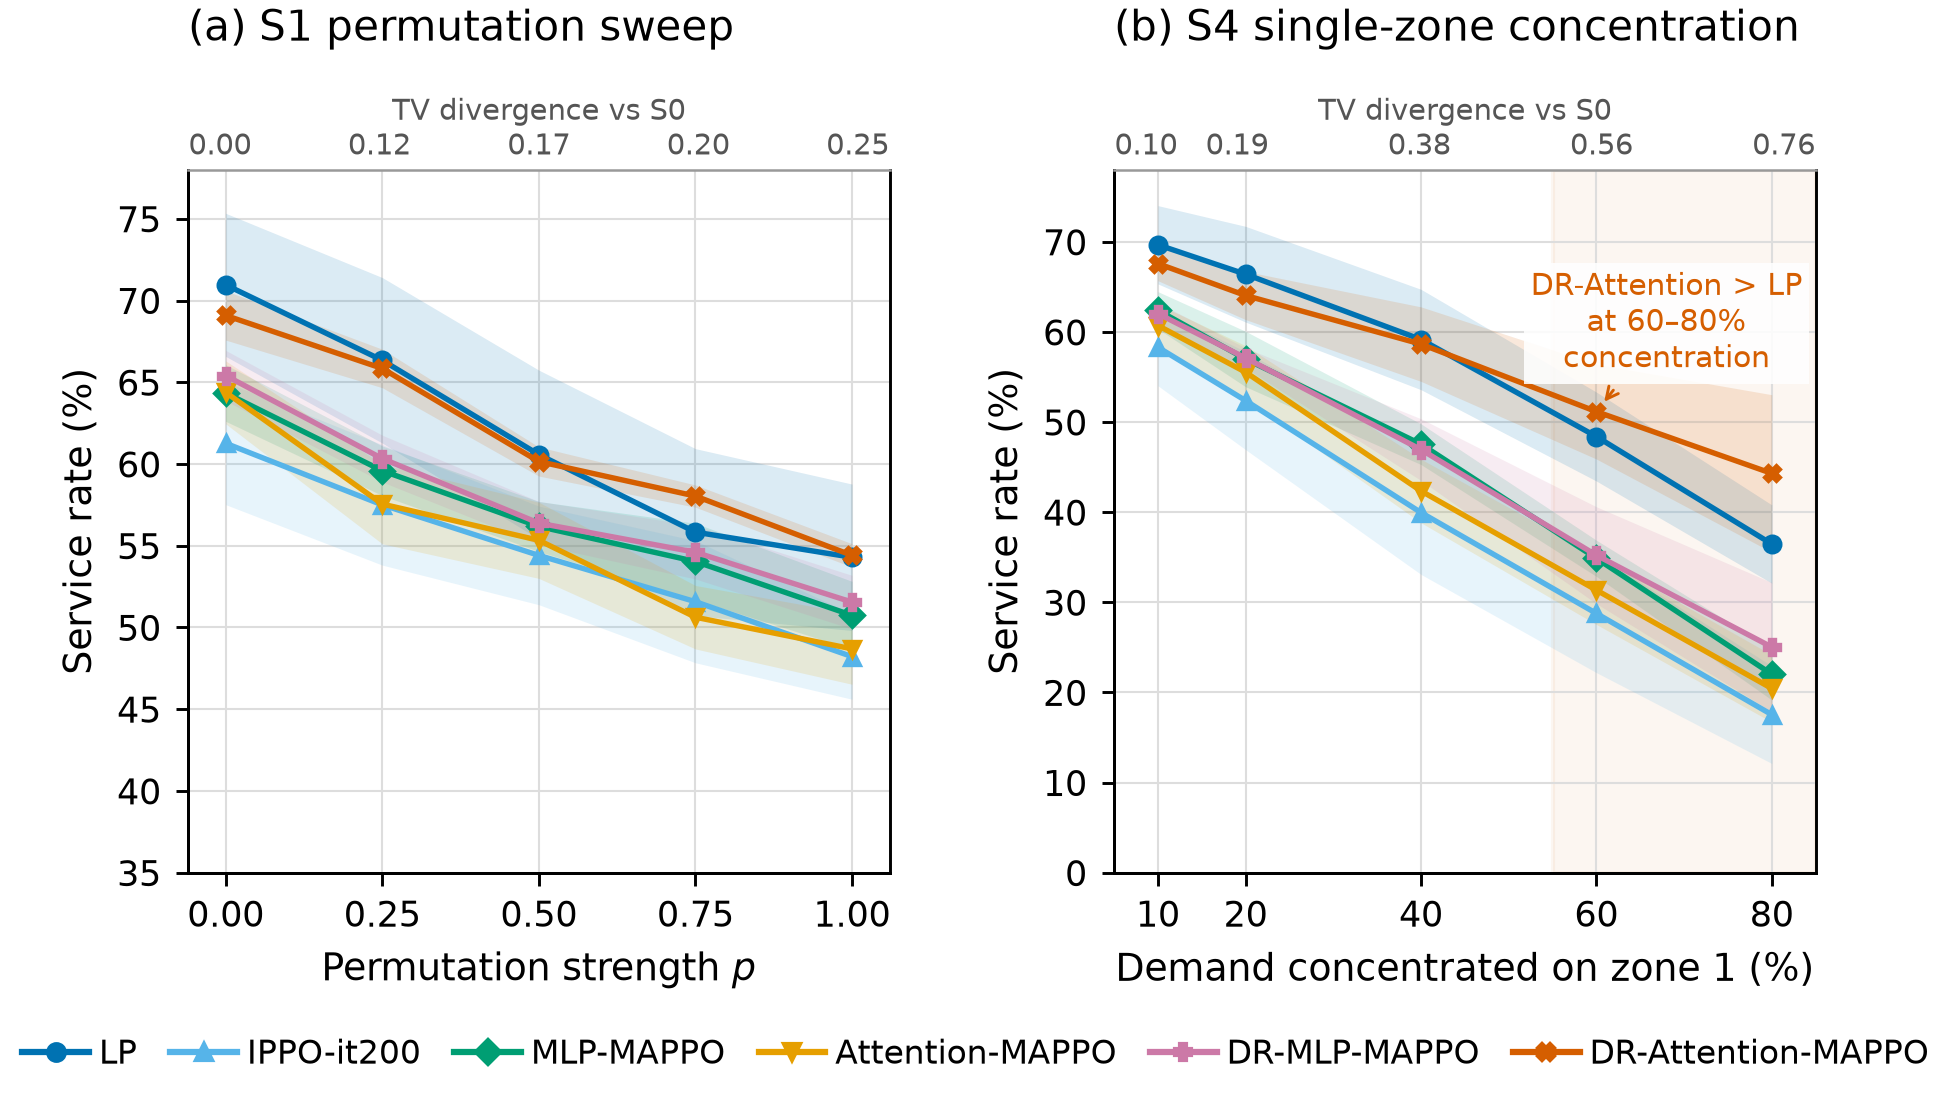 (a) S1 permutation sweep
TV divergence vs S0
0.00 0.12 0.17 0.20 0.25
75
70
65
60
55
50
45
40
35
Service rate (%)
0.00 0.25 0.50 0.75 1.00
Permutation strength p
(b) S4 single-zone concentration
TV divergence vs S0
0.10 0.19 0.38 0.56 0.76
70
60
50
40
30
20
10
0
Service rate (%)
DR-Attention > LP
at 60–80%
concentration
10 20 40 60 80
Demand concentrated on zone 1 (%)
LP IPPO-it200 MLP-MAPPO Attention-MAPPO DR-MLP-MAPPO DR-Attention-MAPPO